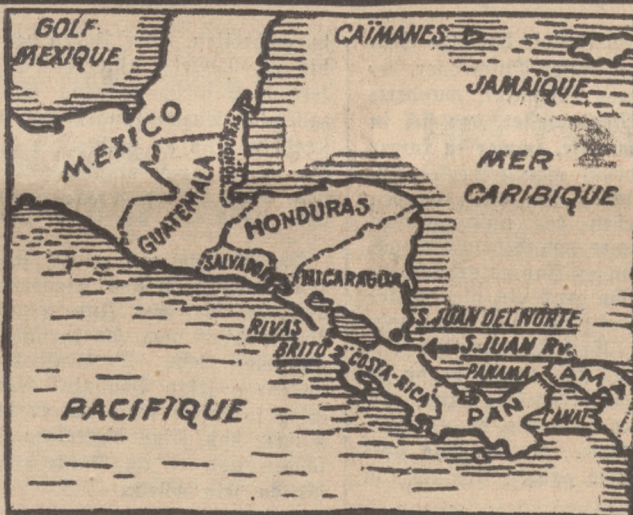 GOLF
MEXIQUE
CAÏMANES
JAMAÏQUE
MEXICO
HONDURAS
MER
CARIBIQUE
GUATEMALA
HONDURAS
SALVADOR
NICARAGUA
S. JUAN DEL NORTE
RIVAS
S. JUAN RV.
BRITO
COSTA-RICA
PANAMA
PACIFIQUE
PAN
AMA
CANAL